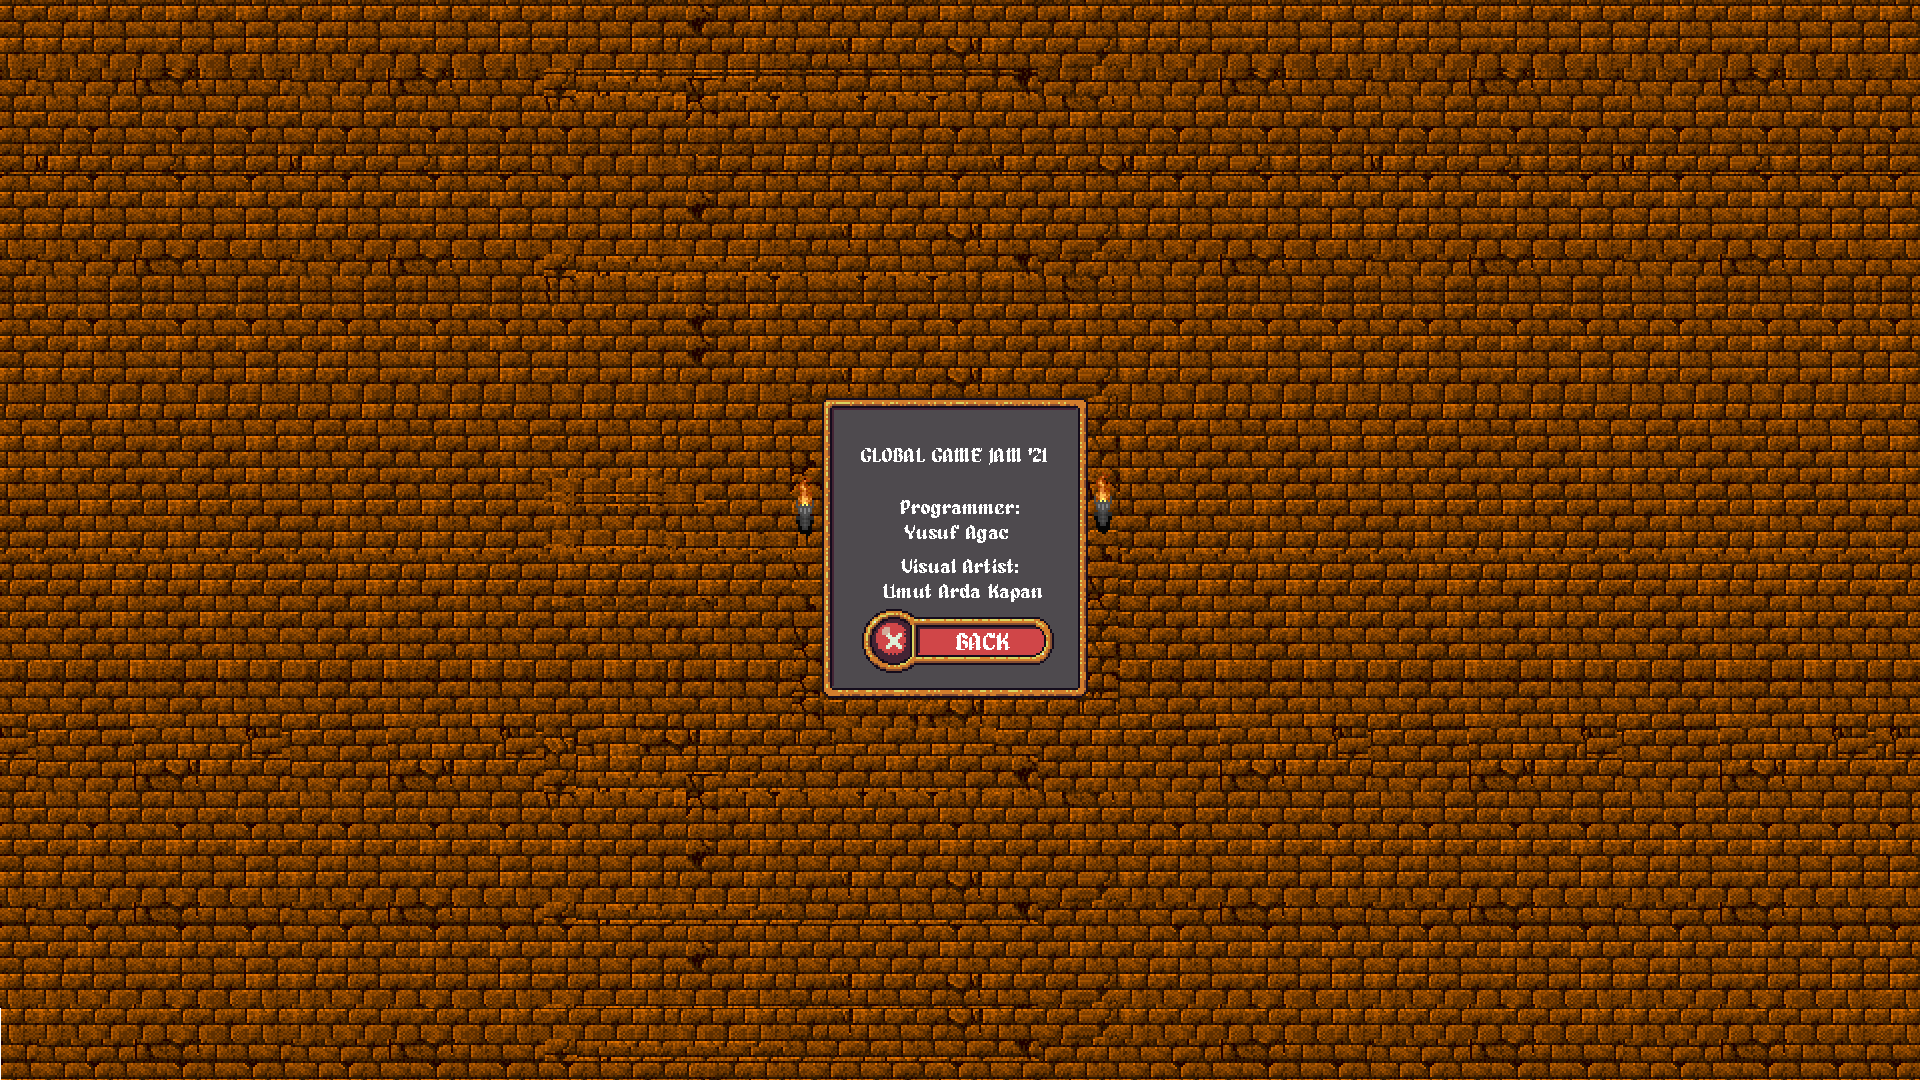 GLOBAL GAME JAM '21
Programmer:
Yusuf Agac
Visual Artist:
Umut Arda Kapan
BACK